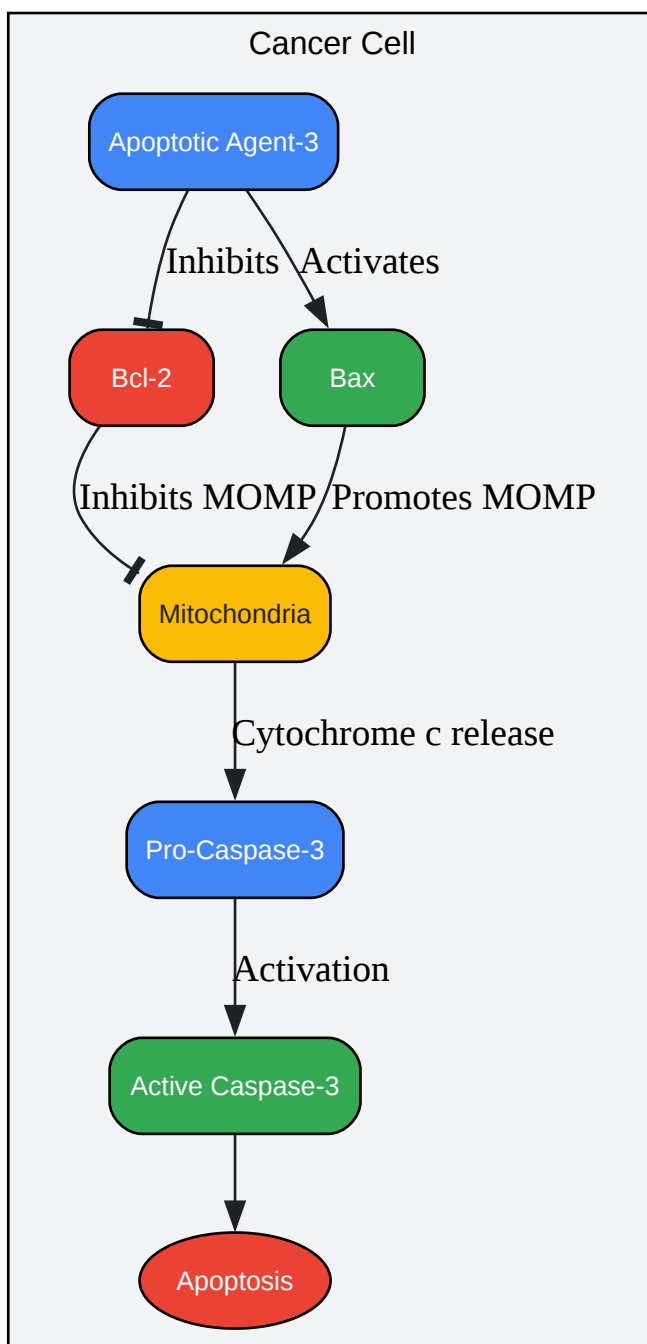 Cancer Cell
Apoptotic Agent-3
Inhibits
Activates
Bcl-2
Bax
Inhibits MOMP
Promotes MOMP
Mitochondria
Cytochrome c release
Pro-Caspase-3
Activation
Active Caspase-3
Apoptosis